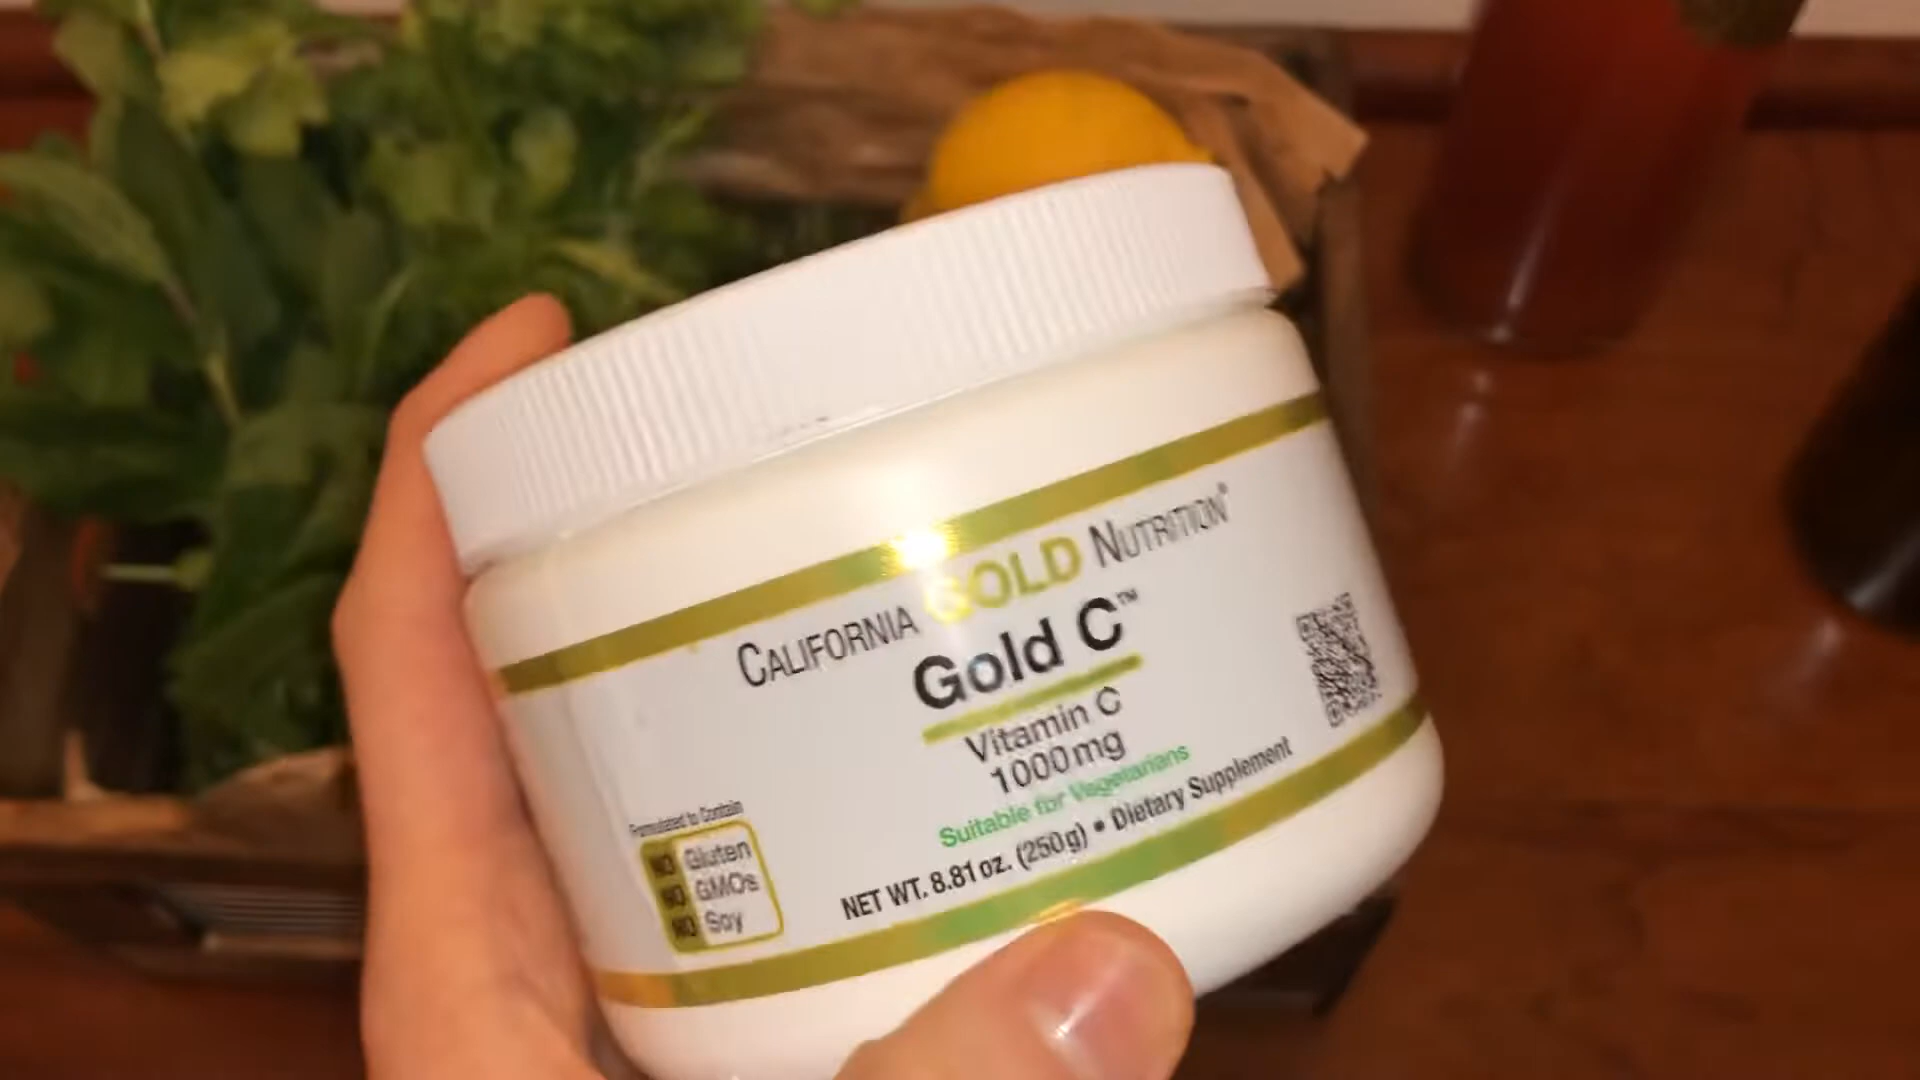 CALIFORNIA GOLD NUTRITION®
Gold C™
Vitamin C
1000mg
Suitable for Vegetarians
NET WT. 8.81 oz. (250g) • Dietary Supplement
Formulated to Contain
NO Gluten
NO GMOs
NO Soy